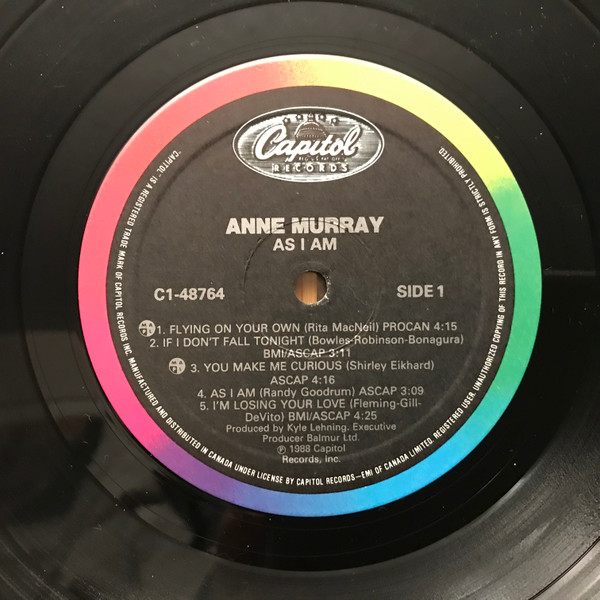 Capitol
RECORDS
ANNE MURRAY
AS I AM
C1-48764
SIDE 1
1. FLYING ON YOUR OWN (Rita MacNeil) PROCAN 4:15
2. IF I DON'T FALL TONIGHT (Bowles-Robinson-Bonagura)
BMI/ASCAP 3:11
3. YOU MAKE ME CURIOUS (Shirley Eikhard)
ASCAP 4:16
4. AS I AM (Randy Goodrum) ASCAP 3:09
5. I'M LOSING YOUR LOVE (Fleming-Gill-
DeVito) BMI/ASCAP 4:25
Produced by Kyle Lehning. Executive
Producer Balmur Ltd.
℗ 1988 Capitol
Records, Inc.
"CAPITOL" IS A REGISTERED TRADE MARK OF CAPITOL RECORDS INC. MANUFACTURED AND DISTRIBUTED IN CANADA UNDER LICENSE BY CAPITOL RECORDS—EMI OF CANADA LIMITED. REGISTERED USER. UNAUTHORIZED COPYING OF THIS RECORD IN ANY FORM IS STRICTLY PROHIBITED.